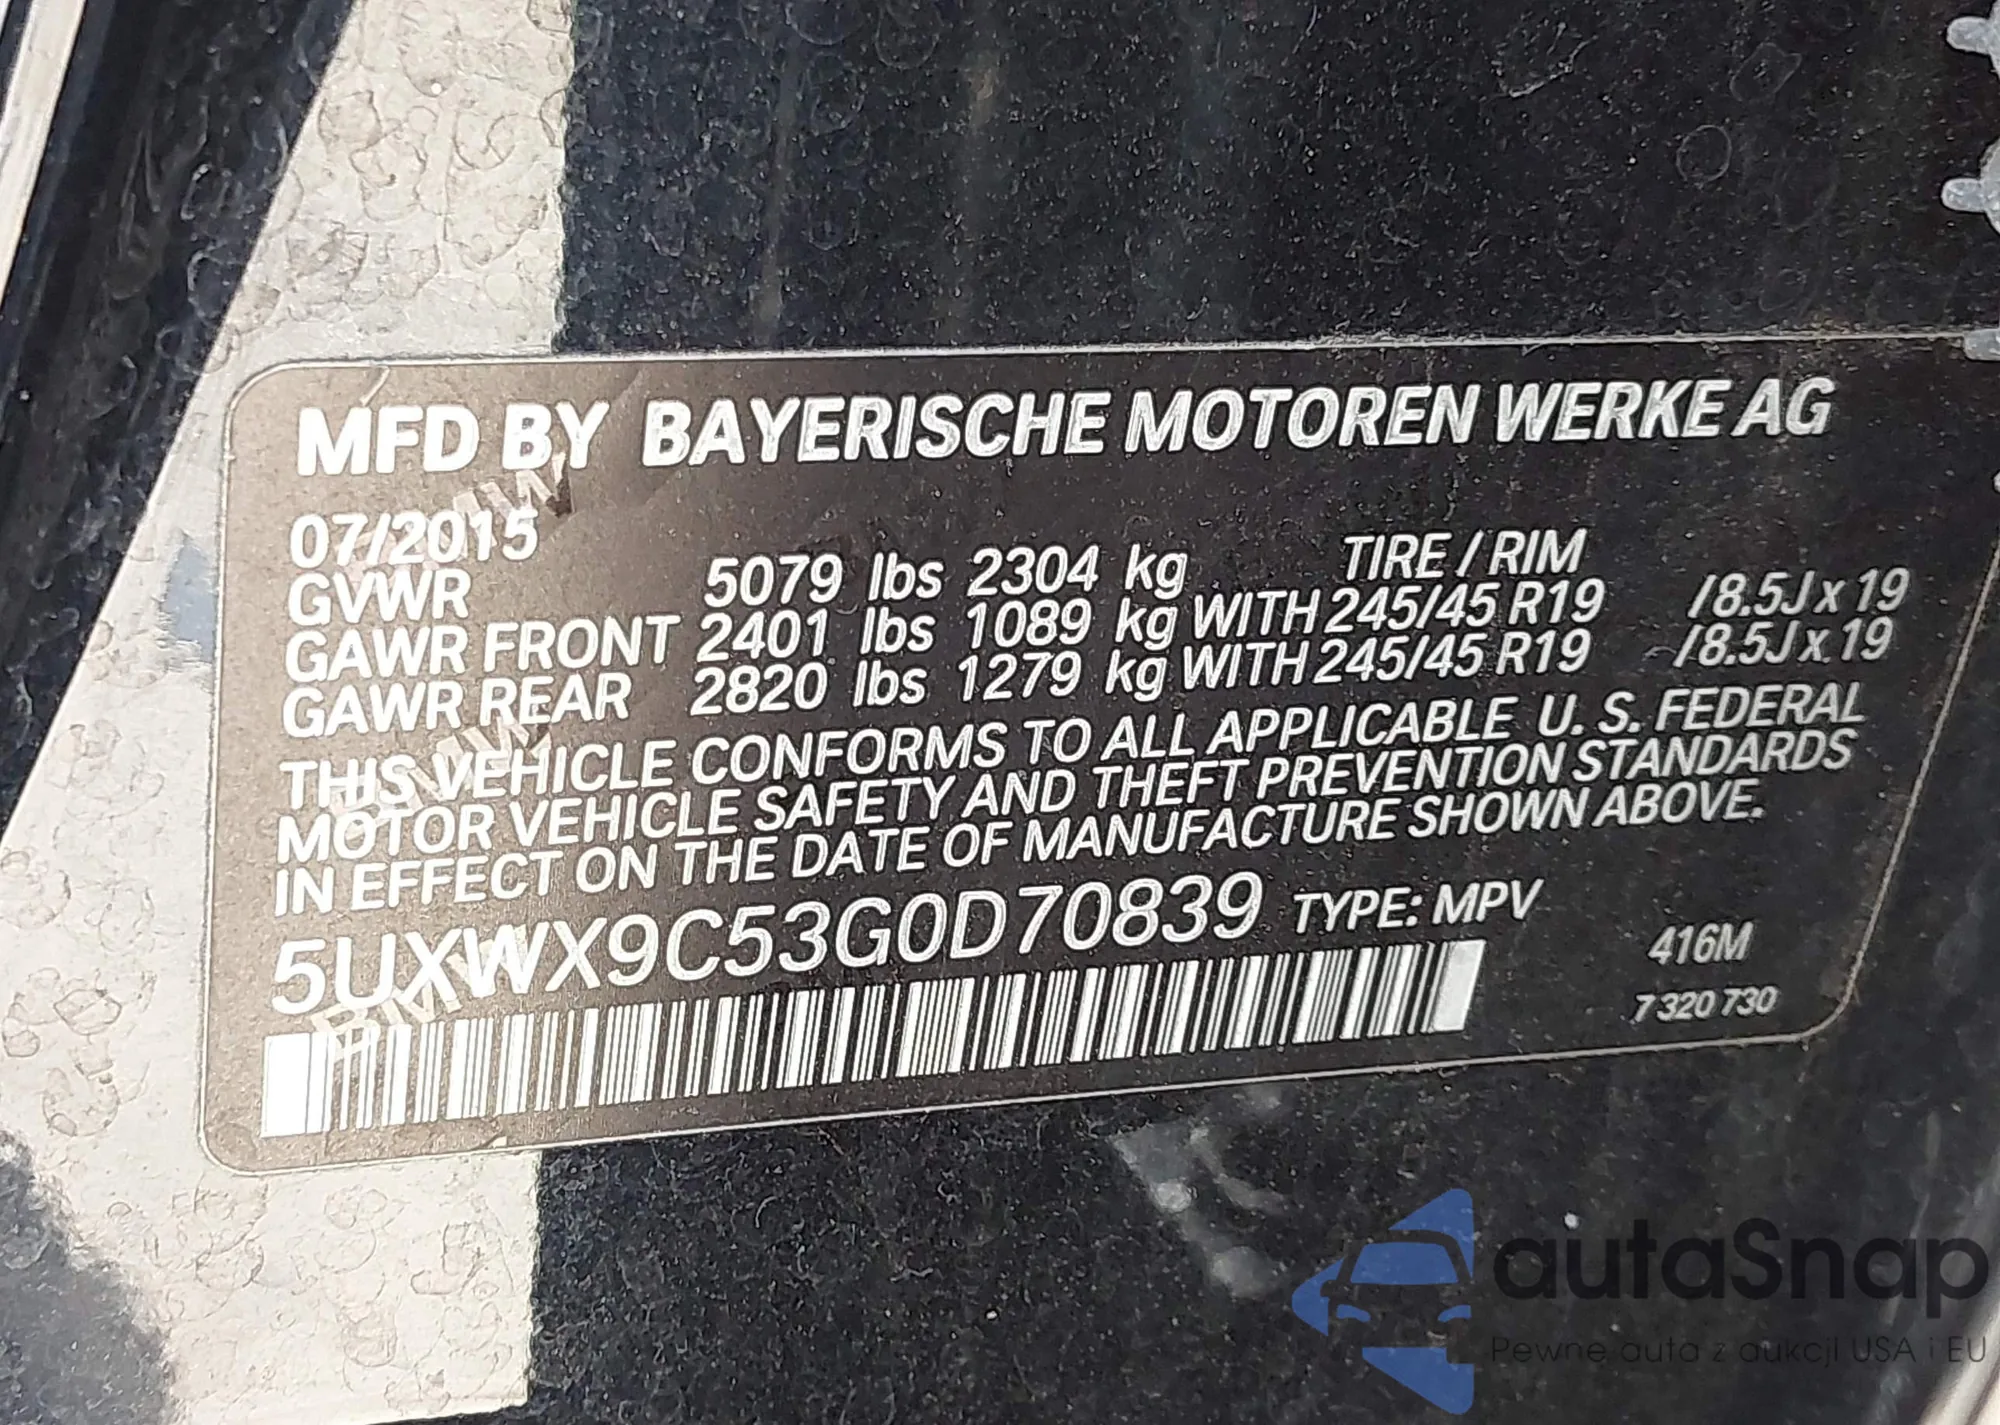 MFD BY BAYERISCHE MOTOREN WERKE AG
07/2015 TIRE / RIM
GVWR 5079 lbs 2304 kg
GAWR FRONT 2401 lbs 1089 kg WITH 245/45 R19 /8.5J x 19
GAWR REAR 2820 lbs 1279 kg WITH 245/45 R19 /8.5J x 19
THIS VEHICLE CONFORMS TO ALL APPLICABLE U. S. FEDERAL
MOTOR VEHICLE SAFETY AND THEFT PREVENTION STANDARDS
IN EFFECT ON THE DATE OF MANUFACTURE SHOWN ABOVE.
5UXWX9C53G0D70839 TYPE: MPV
416M
7 320 730
BMW
BMW
BMW
autaSnap
Pewne auta z aukcji USA i EU